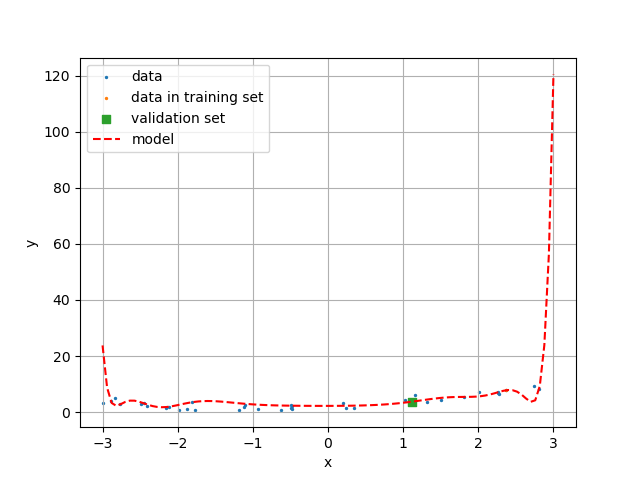 data
data in training set
validation set
model
120
100
80
60
40
20
0
y
−3
−2
−1
0
1
2
3
x